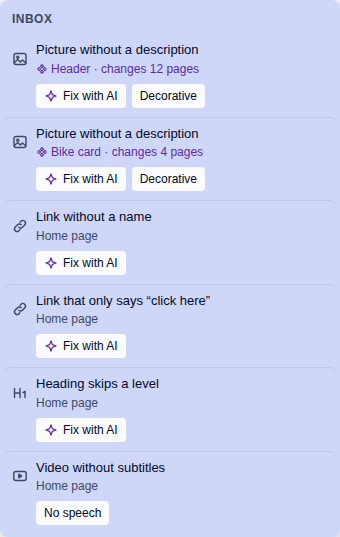 INBOX
Picture without a description
Header · changes 12 pages
Fix with AI
Decorative
Picture without a description
Bike card · changes 4 pages
Fix with AI
Decorative
Link without a name
Home page
Fix with AI
Link that only says “click here”
Home page
Fix with AI
H1
Heading skips a level
Home page
Fix with AI
Video without subtitles
Home page
No speech